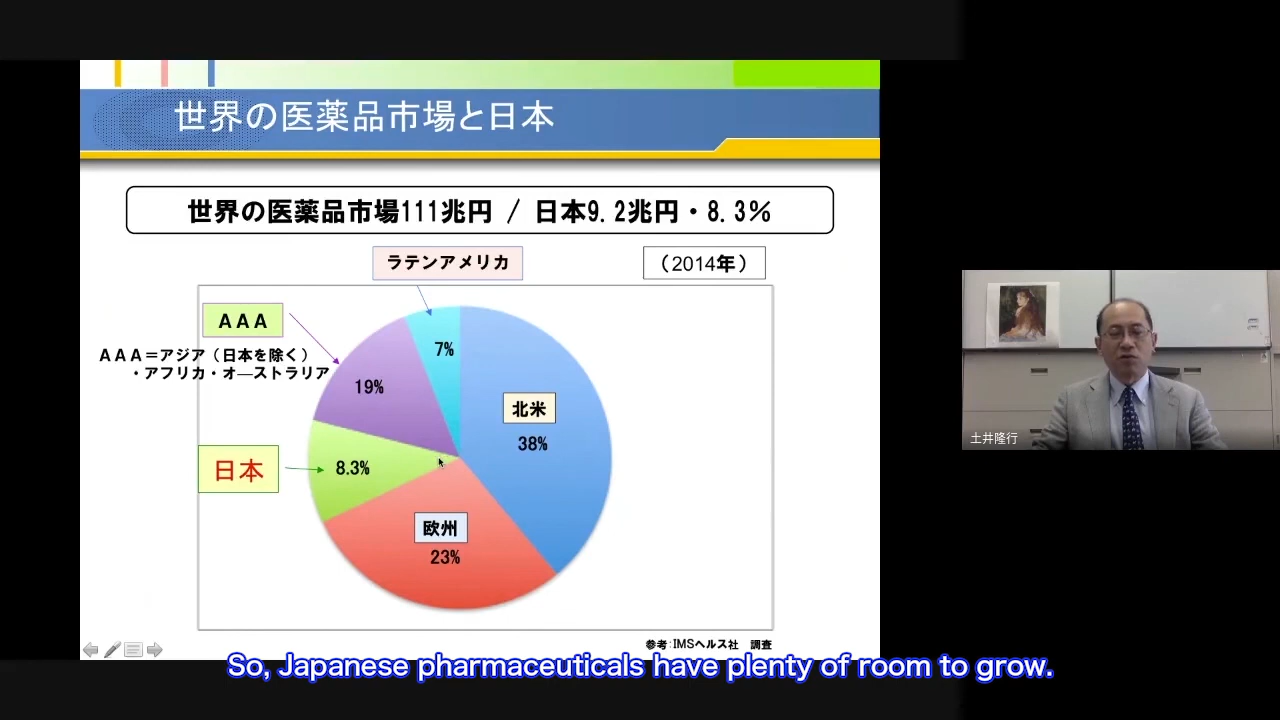 世界の医薬品市場と日本
世界の医薬品市場111兆円 / 日本9.2兆円・8.3%
ラテンアメリカ
（2014年）
AAA
AAA＝アジア（日本を除く）
・アフリカ・オ―ストラリア
7%
19%
北米
38%
日本
8.3%
欧州
23%
土井隆行
参考：IMSヘルス社　調査
So, Japanese pharmaceuticals have plenty of room to grow.